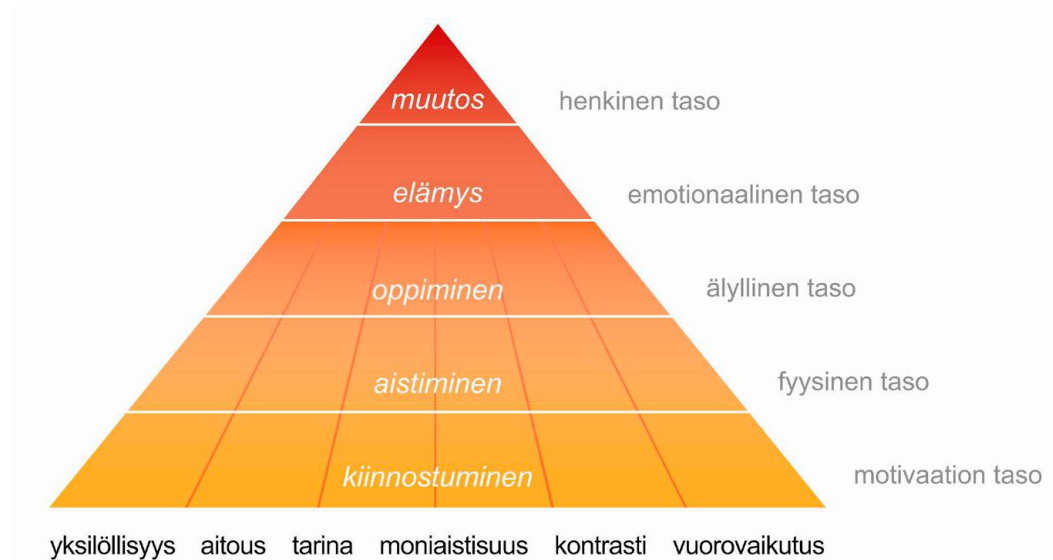 muutos henkinen taso
elämys emotionaalinen taso
oppiminen älyllinen taso
aistiminen fyysinen taso
kiinnostuminen motivaation taso
yksilöllisyys aitous tarina moniaistisuus kontrasti vuorovaikutus